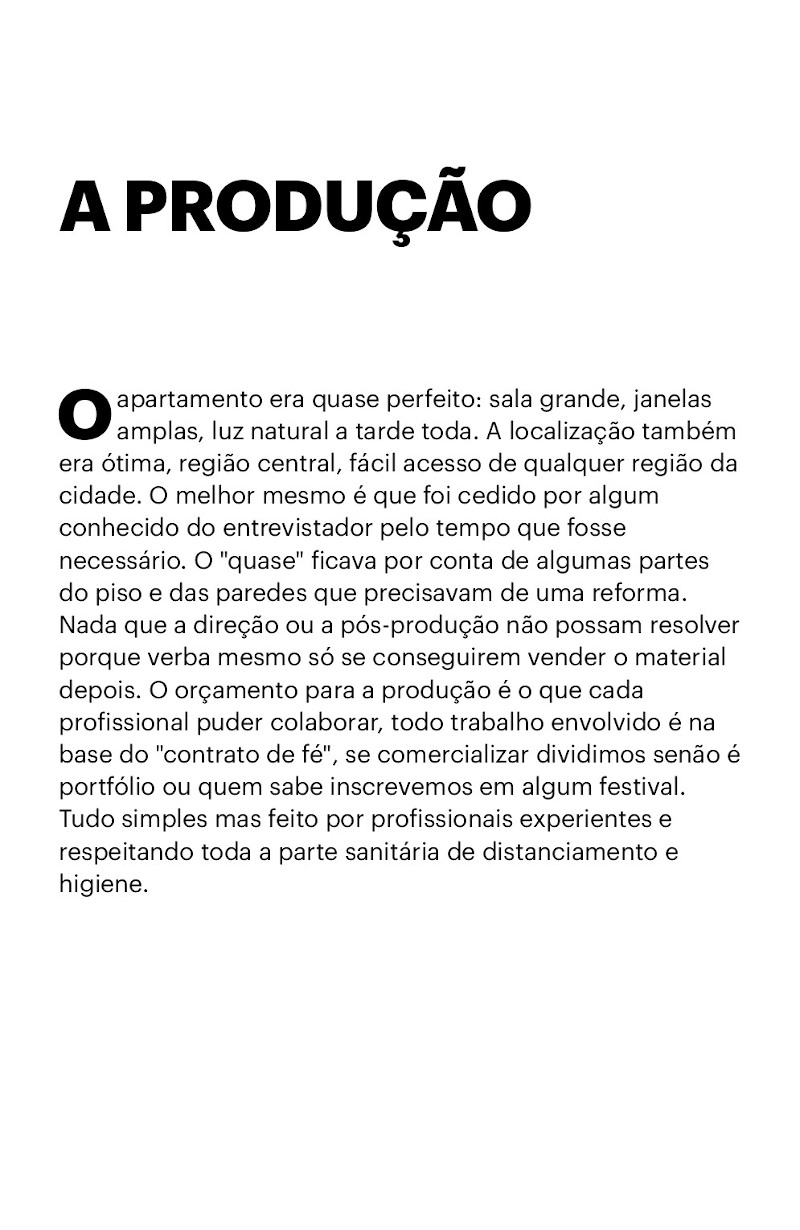 A PRODUÇÃO
O apartamento era quase perfeito: sala grande, janelas
amplas, luz natural a tarde toda. A localização também
era ótima, região central, fácil acesso de qualquer região da
cidade. O melhor mesmo é que foi cedido por algum
conhecido do entrevistador pelo tempo que fosse
necessário. O "quase" ficava por conta de algumas partes
do piso e das paredes que precisavam de uma reforma.
Nada que a direção ou a pós-produção não possam resolver
porque verba mesmo só se conseguirem vender o material
depois. O orçamento para a produção é o que cada
profissional puder colaborar, todo trabalho envolvido é na
base do "contrato de fé", se comercializar dividimos senão é
portfólio ou quem sabe inscrevemos em algum festival.
Tudo simples mas feito por profissionais experientes e
respeitando toda a parte sanitária de distanciamento e
higiene.